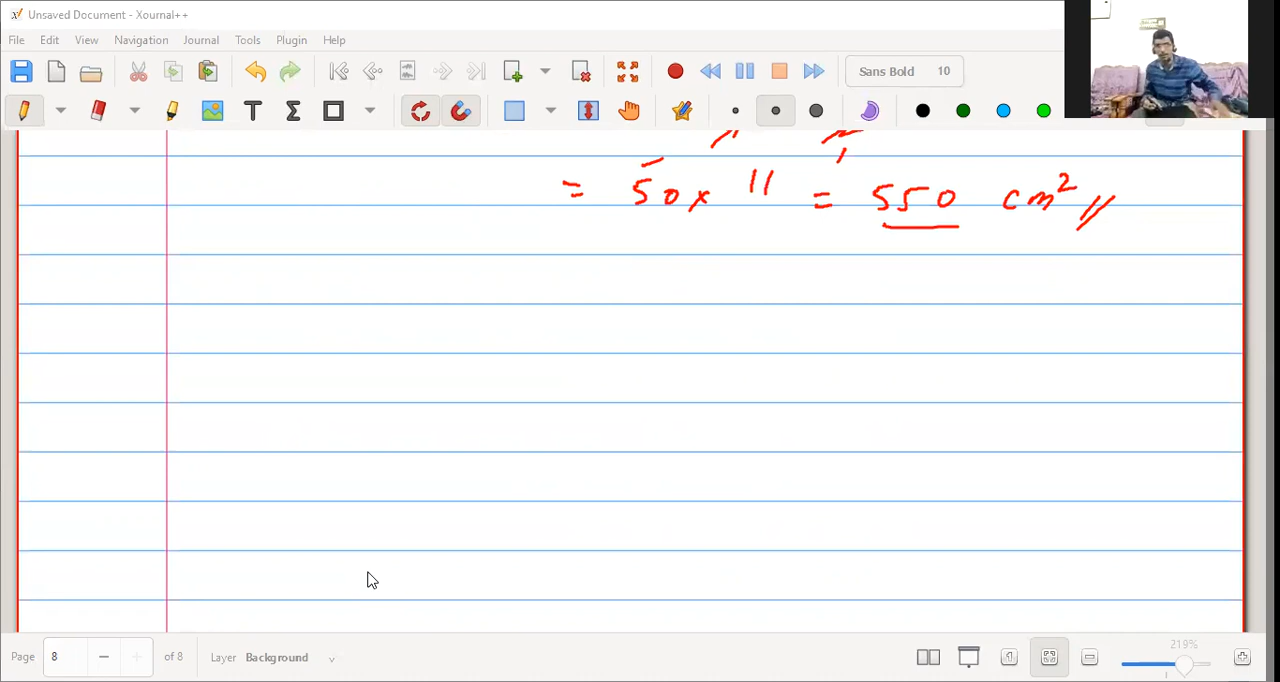 Unsaved Document - Xournal++
File Edit View Navigation Journal Tools Plugin Help
Sans Bold 10
= 50 x 11 = 550 cm² //
Page 8 of 8 Layer Background 219%